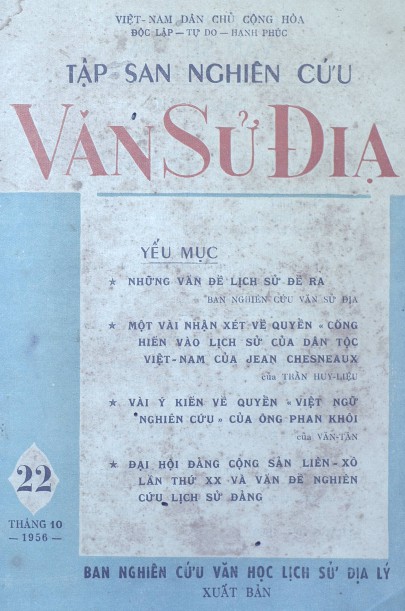 VIỆT-NAM DÂN CHỦ CỘNG HÒA
ĐỘC LẬP — TỰ DO — HẠNH PHÚC
TẬP SAN NGHIÊN CỨU
VĂN SỬ ĐỊA
YẾU MỤC
★ NHỮNG VẤN ĐỀ LỊCH SỬ ĐỀ RA
BAN NGHIÊN CỨU VĂN SỬ ĐỊA
★ MỘT VÀI NHẬN XÉT VỀ QUYỂN « CỐNG
HIẾN VÀO LỊCH SỬ CỦA DÂN TỘC
VIỆT-NAM CỦA JEAN CHESNEAUX
của TRẦN HUY-LIỆU
★ VÀI Ý KIẾN VỀ QUYỂN « VIỆT NGỮ
NGHIÊN CỨU » CỦA ÔNG PHAN KHÔI
của VĂN-TÂN
★ ĐẠI HỘI ĐẢNG CỘNG SẢN LIÊN-XÔ
LẦN THỨ XX VÀ VẤN ĐỀ NGHIÊN
CỨU LỊCH SỬ ĐẢNG
22
THÁNG 10
— 1956 —
BAN NGHIÊN CỨU VĂN HỌC LỊCH SỬ ĐỊA LÝ
XUẤT BẢN